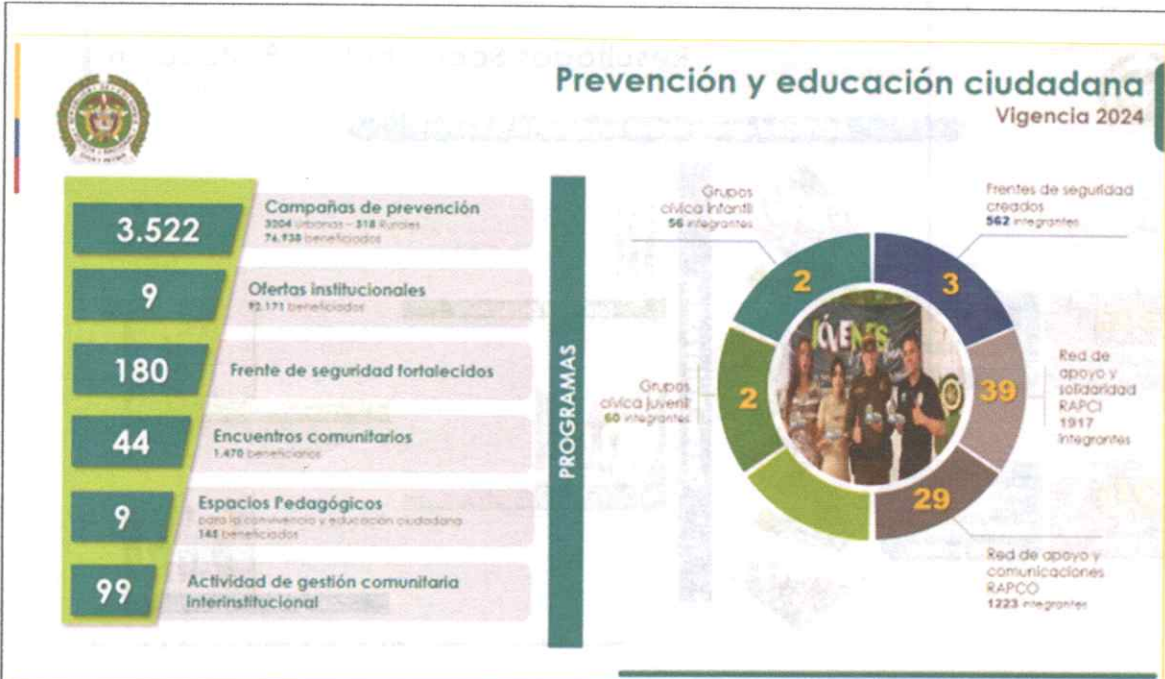 Prevención y educación ciudadana
Vigencia 2024
3.522
Campañas de prevención
3204 urbanas - 318 Rurales
76.938 beneficiados
9
Ofertas institucionales
92.171 beneficiados
180
Frente de seguridad fortalecidos
44
Encuentros comunitarios
1.470 beneficiarios
9
Espacios Pedagógicos
para la convivencia y educación ciudadana
145 beneficiados
99
Actividad de gestión comunitaria
interinstitucional
PROGRAMAS
Grupos
cívica infantil
56 integrantes
2
Frentes de seguridad
creados
562 integrantes
3
Red de
apoyo y
solidaridad
RAPCI
1917
integrantes
39
Red de apoyo y
comunicaciones
RAPCO
1223 integrantes
29
Grupos
cívica juvenil
60 integrantes
2
JÓVENES